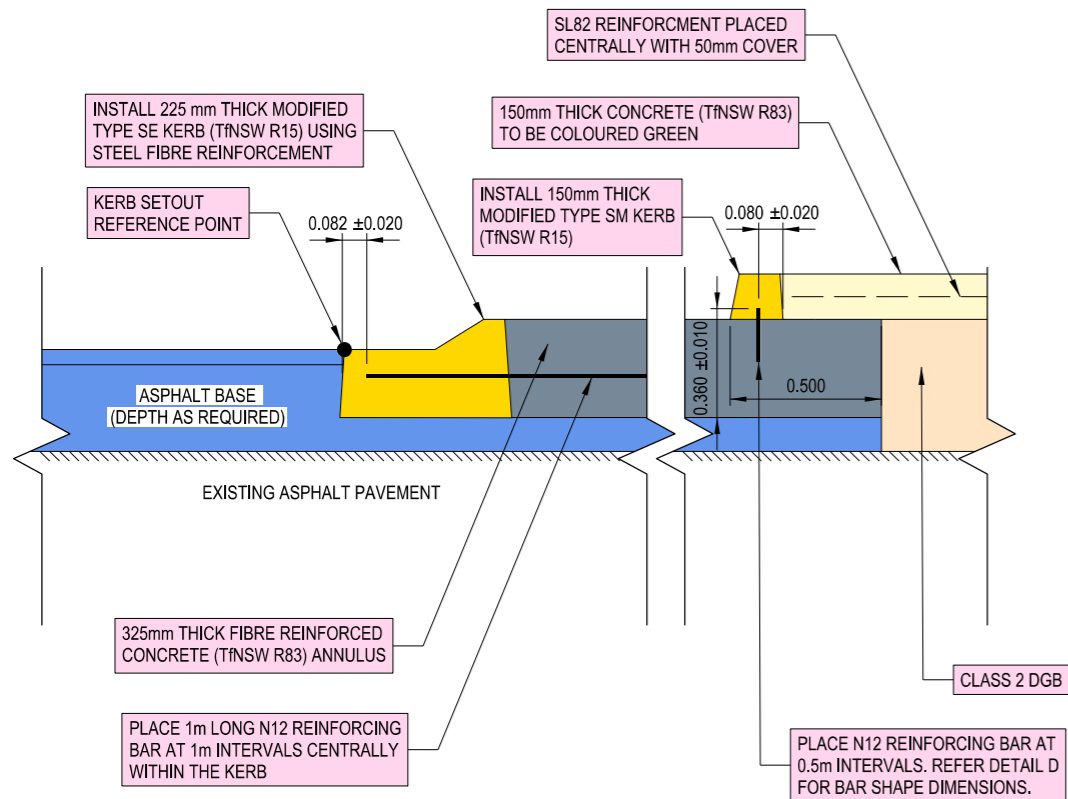 SL82 REINFORCMENT PLACED
CENTRALLY WITH 50mm COVER
INSTALL 225 mm THICK MODIFIED
TYPE SE KERB (TfNSW R15) USING
STEEL FIBRE REINFORCEMENT
150mm THICK CONCRETE (TfNSW R83)
TO BE COLOURED GREEN
KERB SETOUT
REFERENCE POINT
INSTALL 150mm THICK
MODIFIED TYPE SM KERB
(TfNSW R15)
0.082 ±0.020
0.080 ±0.020
0.360 ±0.010
0.500
ASPHALT BASE
(DEPTH AS REQUIRED)
EXISTING ASPHALT PAVEMENT
325mm THICK FIBRE REINFORCED
CONCRETE (TfNSW R83) ANNULUS
CLASS 2 DGB
PLACE 1m LONG N12 REINFORCING
BAR AT 1m INTERVALS CENTRALLY
WITHIN THE KERB
PLACE N12 REINFORCING BAR AT
0.5m INTERVALS. REFER DETAIL D
FOR BAR SHAPE DIMENSIONS.